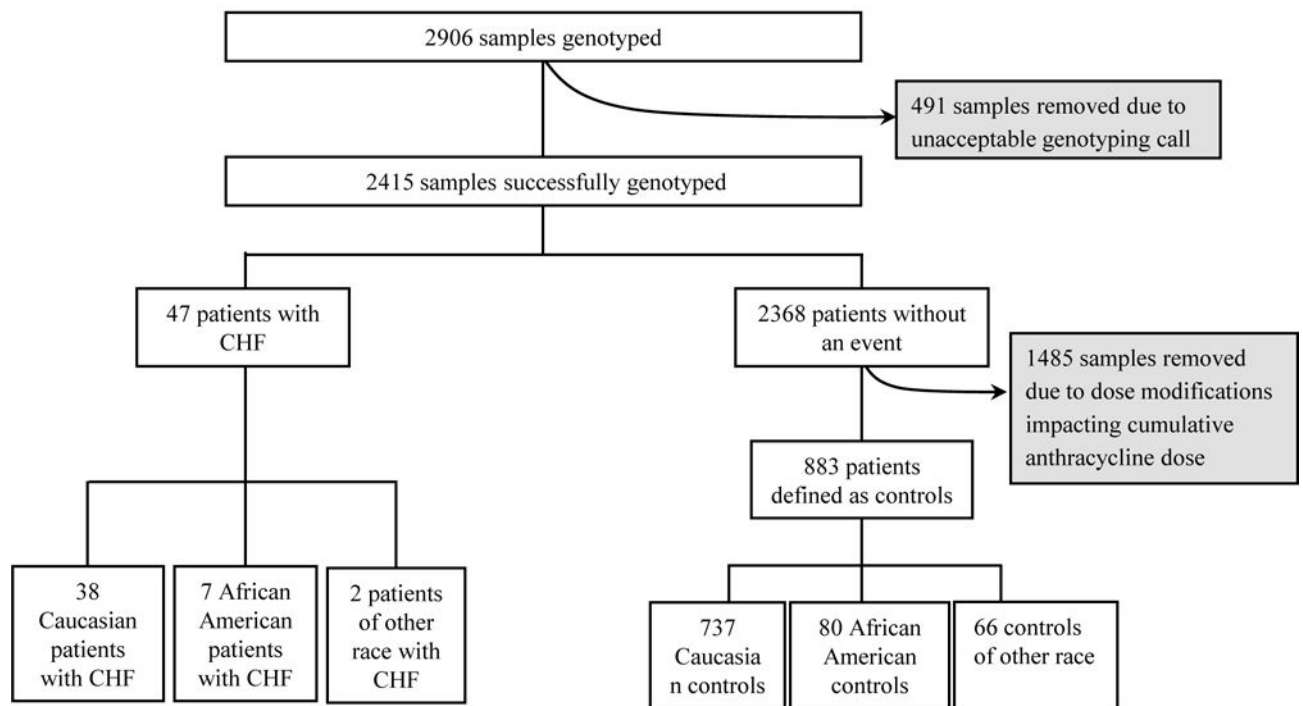 2906 samples genotyped
491 samples removed due to
unacceptable genotyping call
2415 samples successfully genotyped
47 patients with
CHF
2368 patients without
an event
1485 samples removed
due to dose modifications
impacting cumulative
anthracycline dose
883 patients
defined as controls
38
Caucasian
patients
with CHF
7 African
American
patients
with CHF
2 patients
of other
race with
CHF
737
Caucasia
n controls
80 African
American
controls
66 controls
of other race